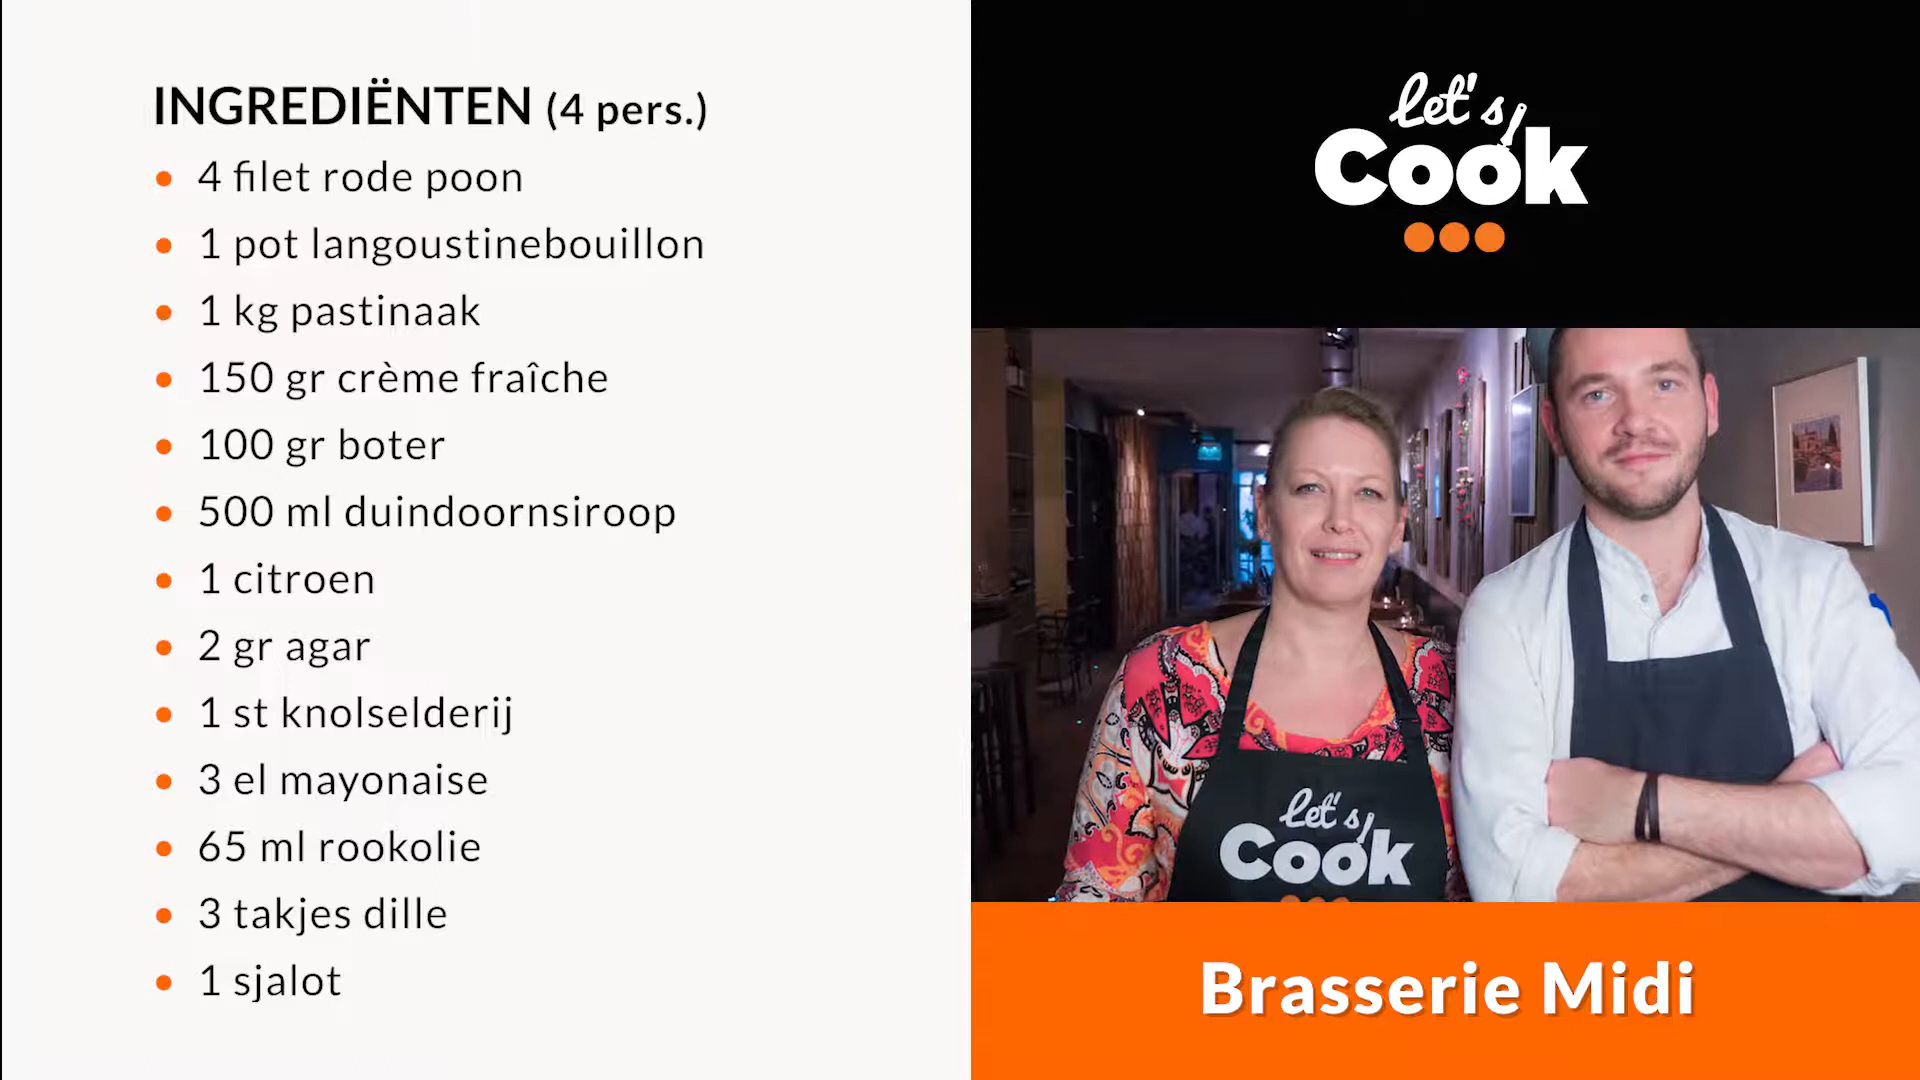 INGREDIËNTEN (4 pers.)
4 filet rode poon
1 pot langoustinebouillon
1 kg pastinaak
150 gr crème fraîche
100 gr boter
500 ml duindoornsiroop
1 citroen
2 gr agar
1 st knolselderij
3 el mayonaise
65 ml rookolie
3 takjes dille
1 sjalot
let's
Cook
let's
Cook
Brasserie Midi